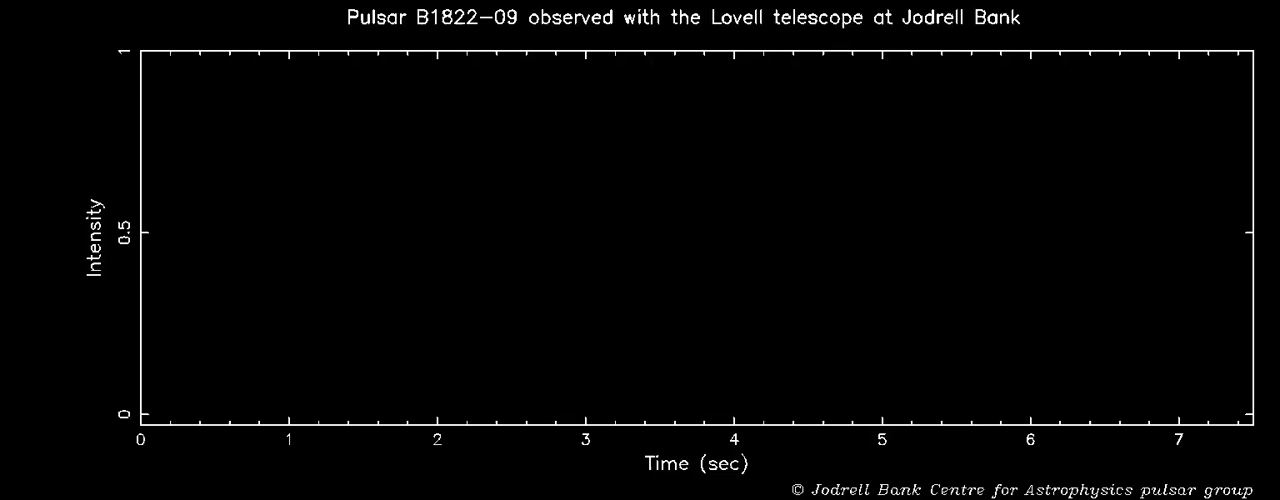 Pulsar B1822-09 observed with the Lovell telescope at Jodrell Bank
1
0.5
0
Intensity
0 1 2 3 4 5 6 7
Time (sec)
© Jodrell Bank Centre for Astrophysics pulsar group